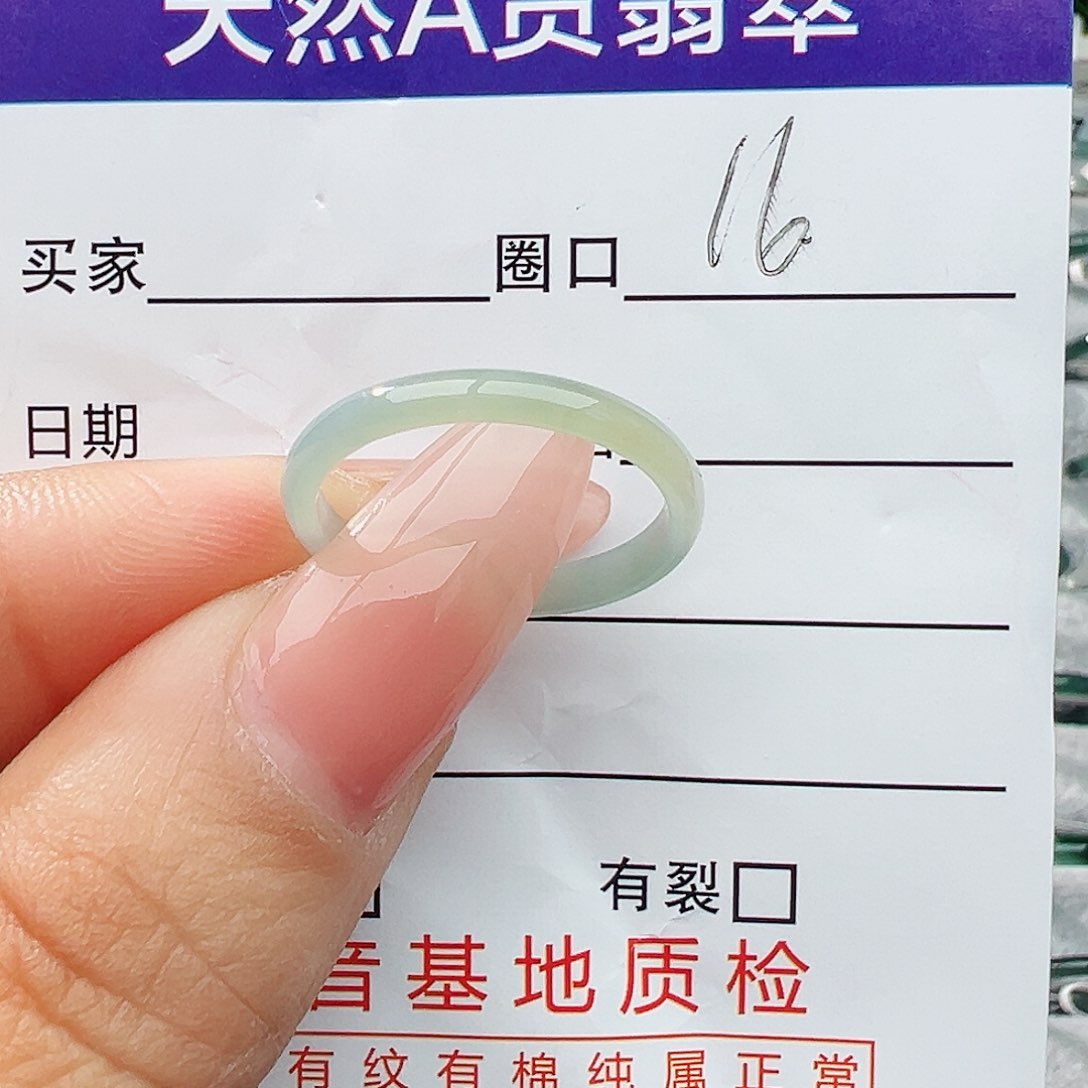 天然A货翡翠
16
买家 圈口
日期
有裂
音基地质检
有纹有棉纯属正常